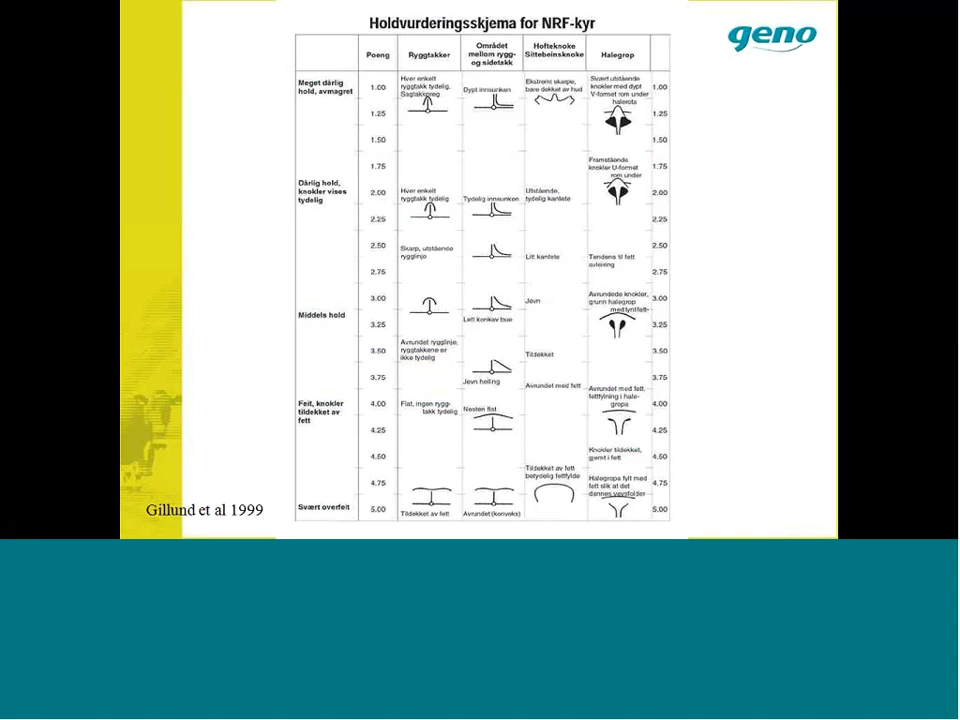 Holdvurderingsskjema for NRF-kyr
geno
Poeng
Ryggtakker
Området
mellom rygg-
og sidetakk
Hofteknoke
Sittebeinsknoke
Halegrop
Meget dårlig
hold, avmagret
1.00
Hver enkelt
ryggtakk tydelig.
Sagtakkpreg
Dypt innsunken
Ekstremt skarpe,
bare dekket av hud
Svært utstående
knokler med dypt
V-formet rom under
halerota
1.00
1.25
1.25
1.50
1.50
1.75
Framstående
knokler U-formet
rom under
1.75
Dårlig hold,
knokler vises
tydelig
2.00
Hver enkelt
ryggtakk tydelig
Tydelig innsunken
Utstående,
tydelig kantete
2.00
2.25
2.25
2.50
Skarp, utstående
rygglinje
Litt kantete
Tendens til fett
avleiring
2.50
2.75
2.75
Middels hold
3.00
Lett konkav bue
Jevn
Avrundede knokler,
grunn halegrop
med tynt fett-
3.00
3.25
3.25
3.50
Avrundet rygglinje,
ryggtakkene er
ikke tydelig
Tildekket
3.50
3.75
Jevn helling
Avrundet med fett
3.75
Feit, knokler
tildekket av
fett
4.00
Flat, ingen rygg-
takk tydelig
Nesten flat
Avrundet med fett,
fettfylning i hale-
gropa
4.00
4.25
4.25
4.50
Knokler tildekket,
gjemt i fett
4.50
4.75
Tildekket av fett
betydelig fettfylde
Halegropa fylt med
fett slik at det
dannes vevsfolder
4.75
Svært overfeit
5.00
Tildekket av fett
Avrundet (konveks)
5.00
Gillund et al 1999